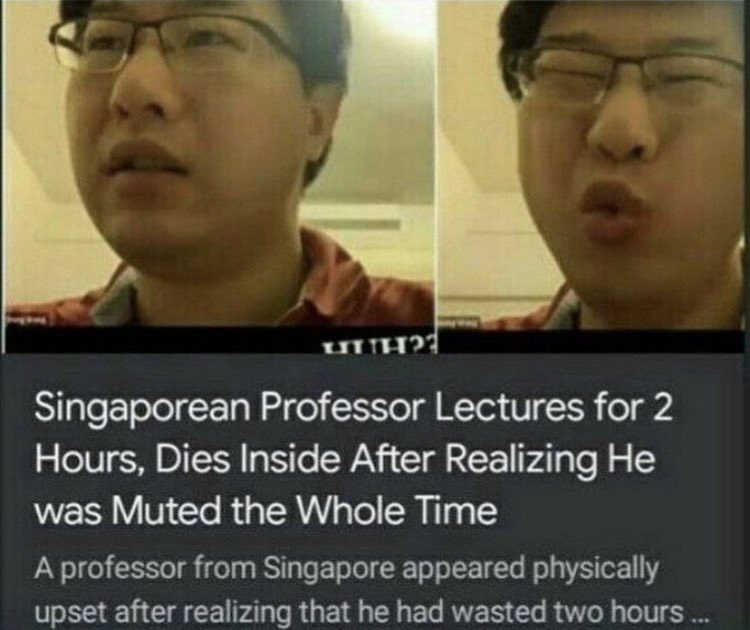 HUH??
Singaporean Professor Lectures for 2
Hours, Dies Inside After Realizing He
was Muted the Whole Time
A professor from Singapore appeared physically
upset after realizing that he had wasted two hours ...